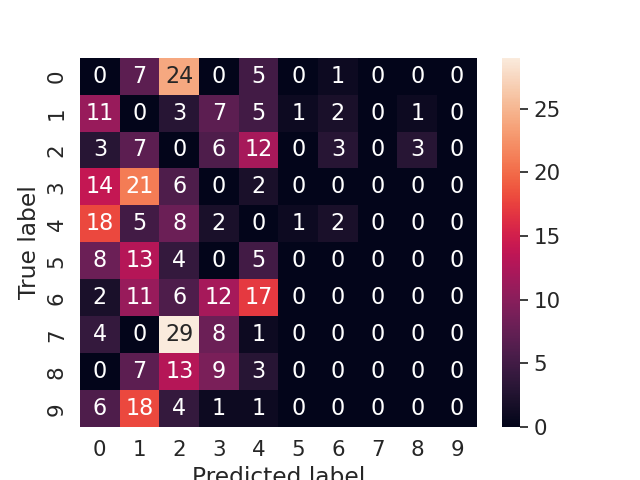 0 0 7 24 0 5 0 1 0 0 0
1 11 0 3 7 5 1 2 0 1 0
2 3 7 0 6 12 0 3 0 3 0
3 14 21 6 0 2 0 0 0 0 0
4 18 5 8 2 0 1 2 0 0 0
5 8 13 4 0 5 0 0 0 0 0
6 2 11 6 12 17 0 0 0 0 0
7 4 0 29 8 1 0 0 0 0 0
8 0 7 13 9 3 0 0 0 0 0
9 6 18 4 1 1 0 0 0 0 0
0 1 2 3 4 5 6 7 8 9
Predicted label
True label
25
20
15
10
5
0